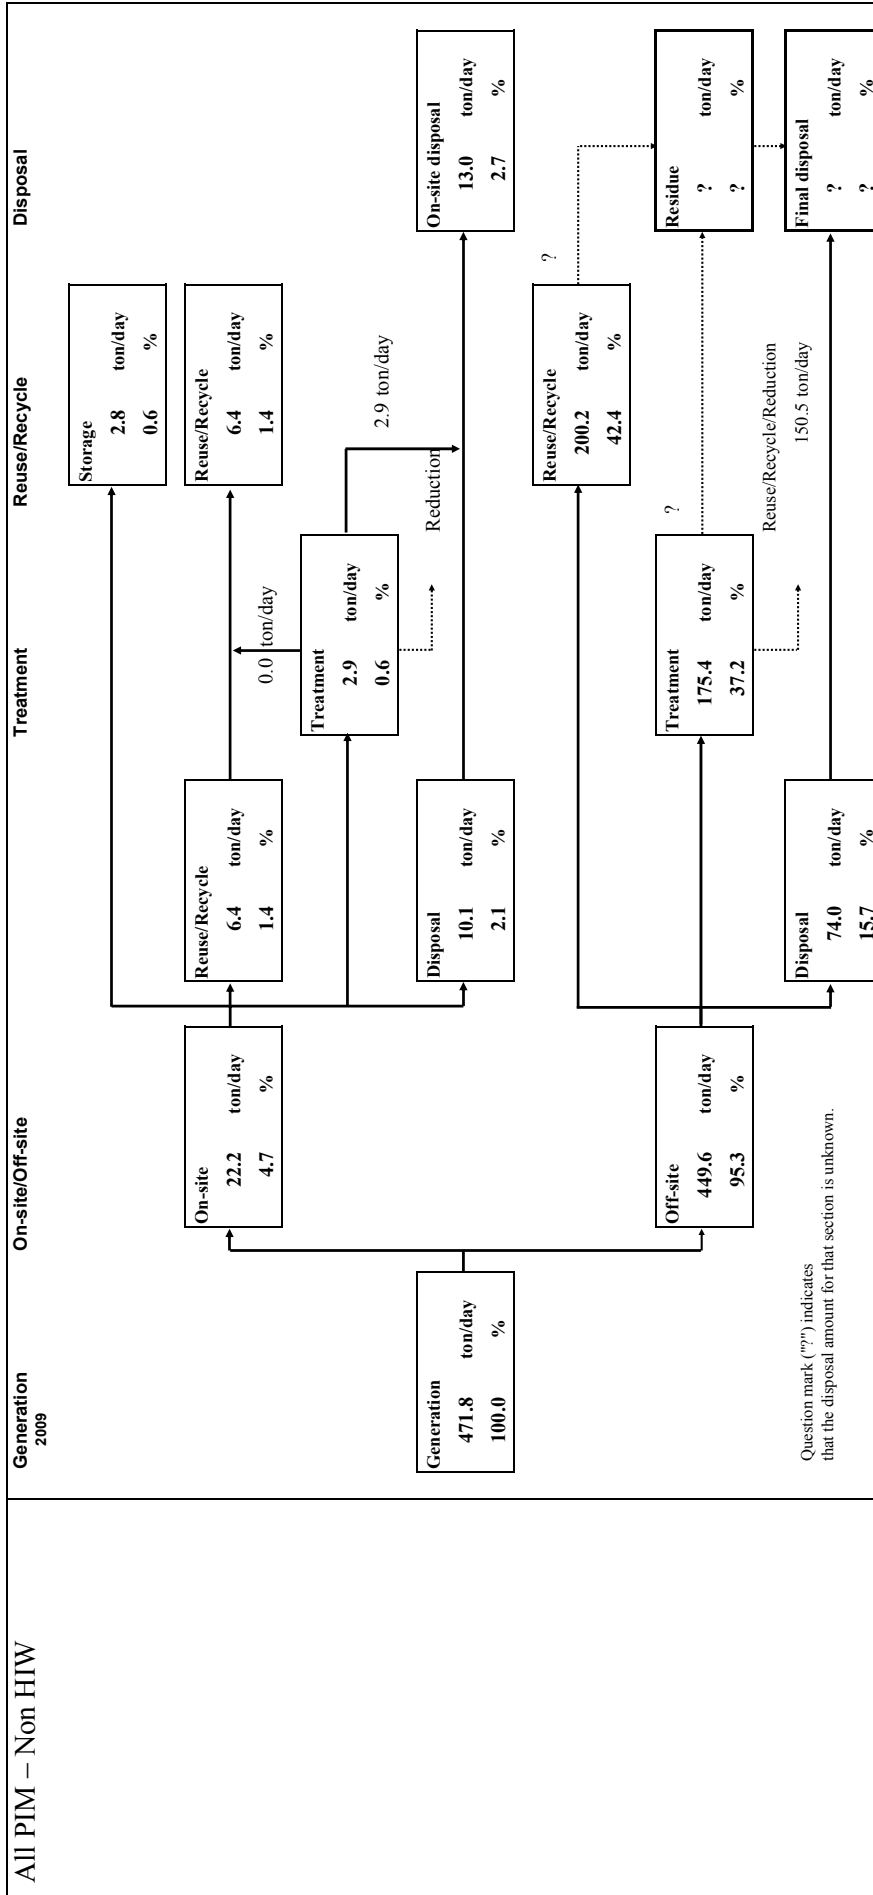 All PIM – Non HIW
Generation
2009
On-site/Off-site
Treatment
Reuse/Recycle
Disposal
Generation
471.8 ton/day
100.0 %
On-site
22.2 ton/day
4.7 %
Off-site
449.6 ton/day
95.3 %
Reuse/Recycle
6.4 ton/day
1.4 %
Disposal
10.1 ton/day
2.1 %
Disposal
74.0 ton/day
15.7 %
0.0 ton/day
Treatment
2.9 ton/day
0.6 %
Treatment
175.4 ton/day
37.2 %
Storage
2.8 ton/day
0.6 %
Reuse/Recycle
6.4 ton/day
1.4 %
2.9 ton/day
Reduction
Reuse/Recycle
200.2 ton/day
42.4 %
?
?
Reuse/Recycle/Reduction
150.5 ton/day
On-site disposal
13.0 ton/day
2.7 %
Residue
? ton/day
? %
Final disposal
? ton/day
? %
Question mark ("?") indicates
that the disposal amount for that section is unknown.